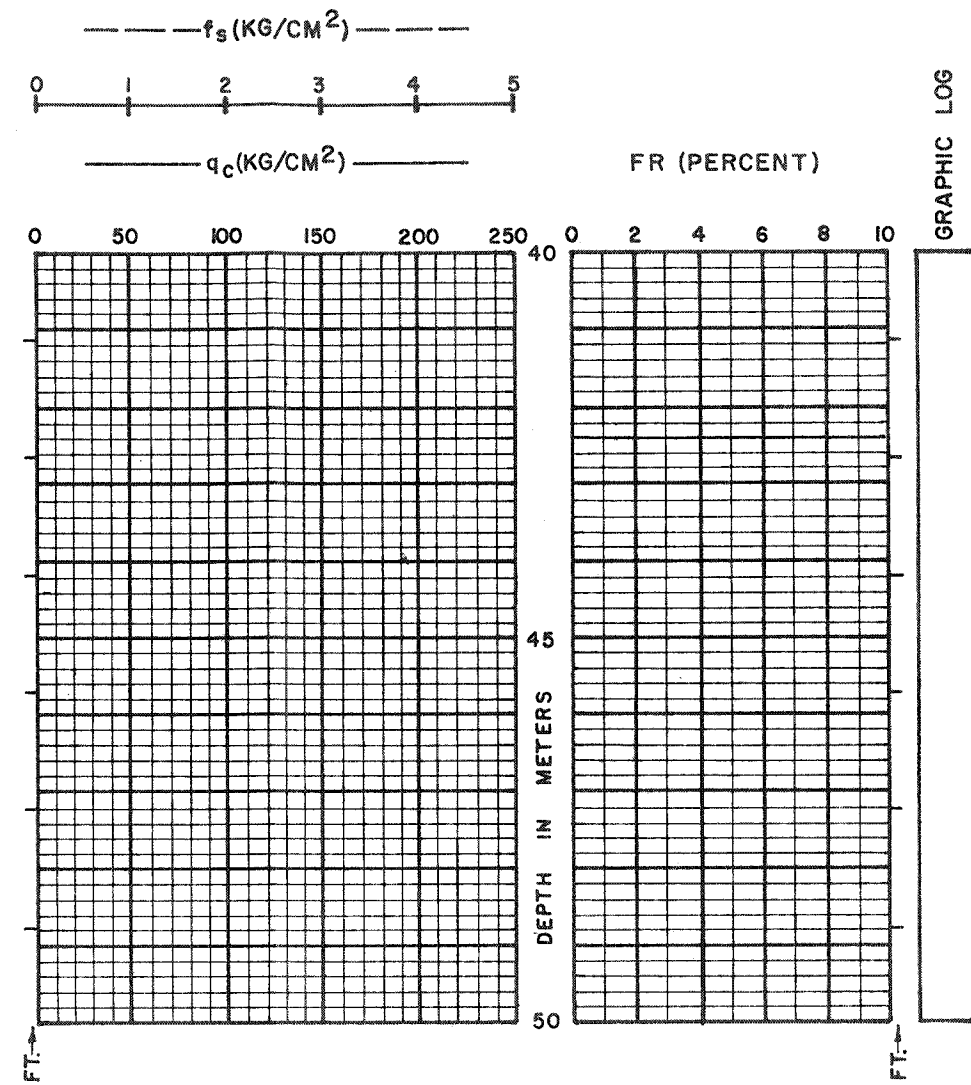 fs (KG/CM2)
0 1 2 3 4 5
qc (KG/CM2)
FR (PERCENT)
GRAPHIC LOG
0 50 100 150 200 250
40
0 2 4 6 8 10
45
DEPTH IN METERS
50
FT.
FT.